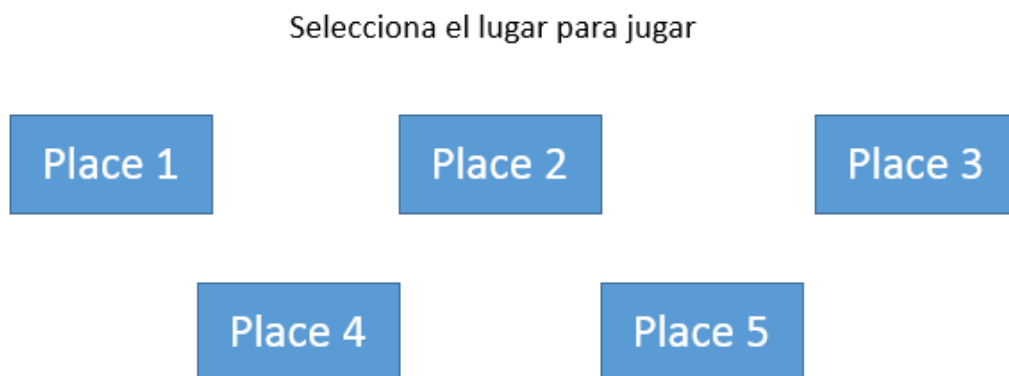 Selecciona el lugar para jugar
Place 1
Place 2
Place 3
Place 4
Place 5